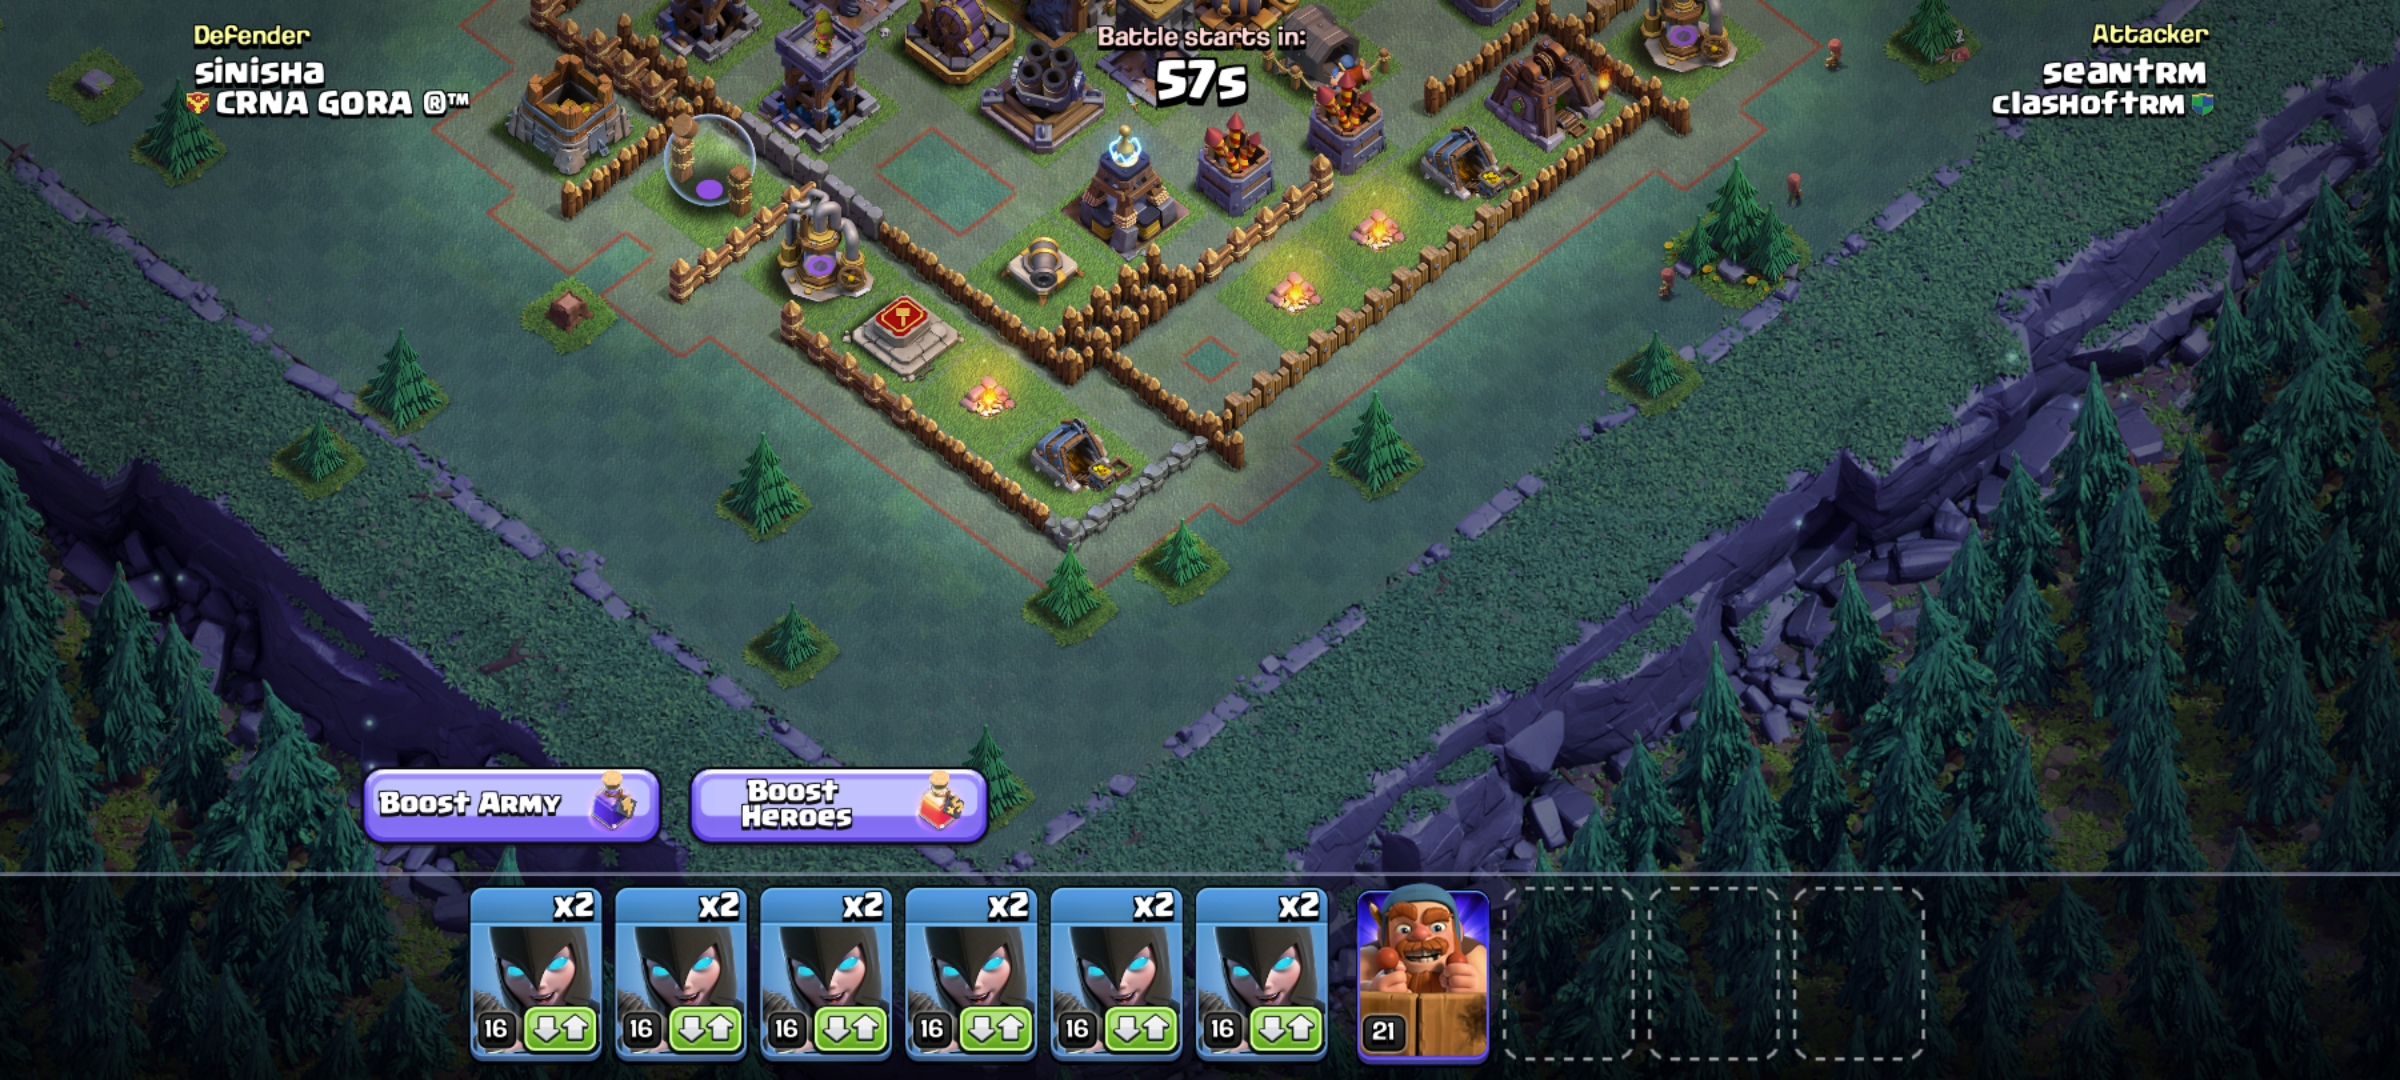 Defender
siNisHa
CRNA GORA ®™
Battle starts in:
57s
Attacker
seantRM
clashoftRM
Boost Army
Boost
Heroes
x2
x2
x2
x2
x2
x2
16
16
16
16
16
16
21